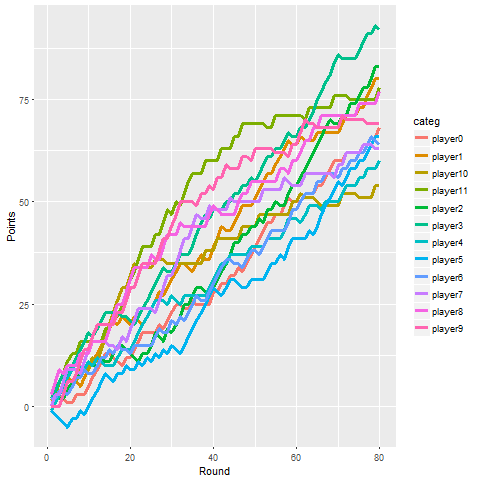 75
50
25
0
Points
0
20
40
60
80
Round
categ
player0
player1
player10
player11
player2
player3
player4
player5
player6
player7
player8
player9